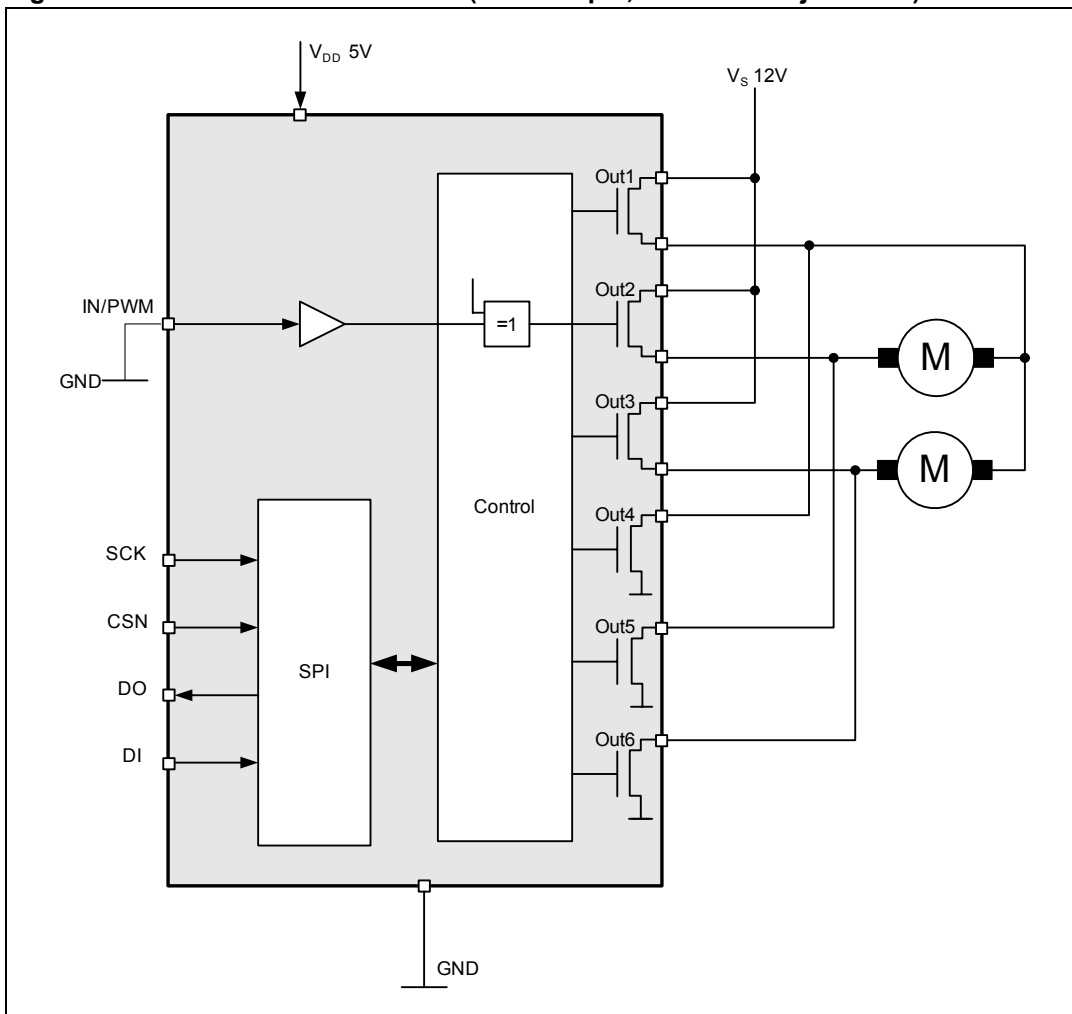 V_DD 5V
V_S 12V
Out1
IN/PWM
Out2
=1
M
GND
Out3
M
Control
Out4
SCK
CSN
Out5
SPI
DO
Out6
DI
GND